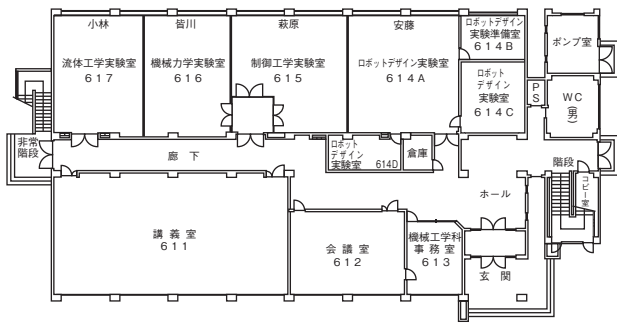 小林
皆川
萩原
安藤
流体工学実験室
617
機械力学実験室
616
制御工学実験室
615
ロボットデザイン実験室
614A
ロボットデザイン
実験準備室
614B
ロボット
デザイン
実験室
614C
ポンプ室
PS
WC
(男)
非常
階段
廊下
ロボット
デザイン
実験室 614D
倉庫
階段
コピー室
ホール
講義室
611
会議室
612
機械工学科
事務室
613
玄関